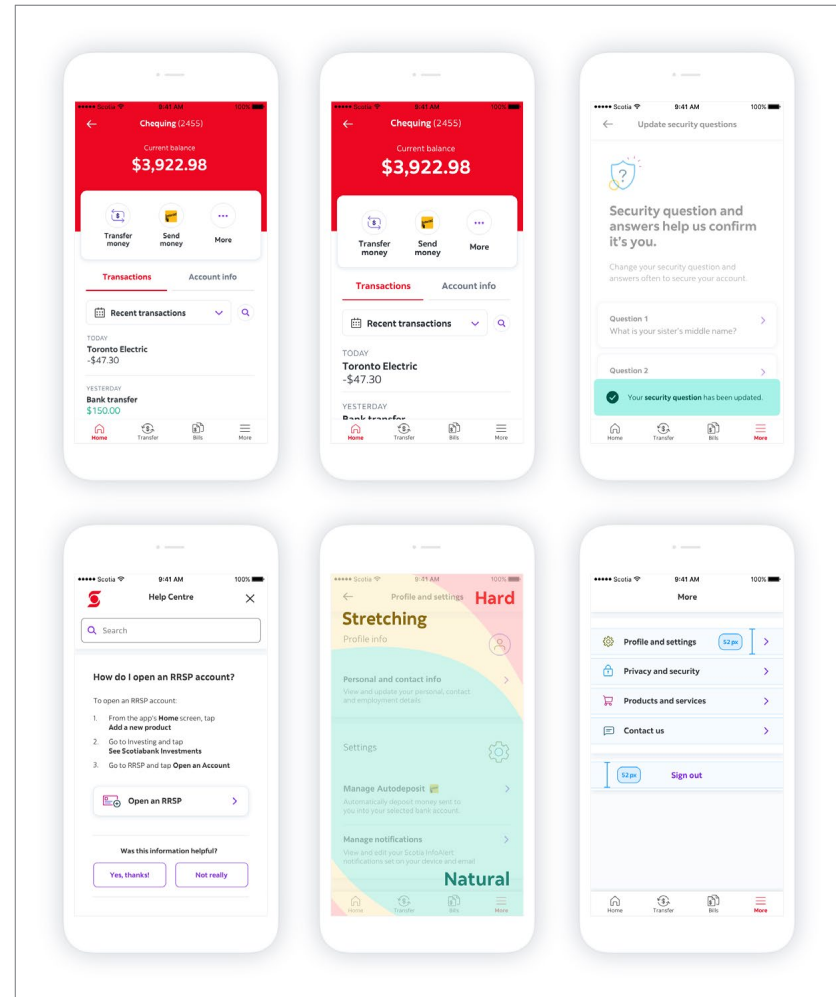 Scotia 9:41 AM 100%
Chequing (2455)
Current balance
$3,922.98
Transfer money
Send money
More
Transactions Account info
Recent transactions
TODAY
Toronto Electric
-$47.30
YESTERDAY
Bank transfer
$150.00
Home Transfer Bills More
Scotia 9:41 AM 100%
Chequing (2455)
Current balance
$3,922.98
Transfer money
Send money
More
Transactions Account info
Recent transactions
TODAY
Toronto Electric
-$47.30
YESTERDAY
Bank transfer
Home Transfer Bills More
Scotia 9:41 AM 100%
Update security questions
?
Security question and
answers help us confirm
it's you.
Change your security question and
answers often to secure your account.
Question 1
What is your sister's middle name?
Question 2
Your security question has been updated.
Home Transfer Bills More
Scotia 9:41 AM 100%
Help Centre
Search
How do I open an RRSP account?
To open an RRSP account:
1. From the app's Home screen, tap
Add a new product
2. Go to Investing and tap
See Scotiabank Investments
3. Go to RRSP and tap Open an Account
Open an RRSP
Was this information helpful?
Yes, thanks! Not really
Scotia 9:41 AM 100%
Profile and settings Hard
Stretching
Profile info
Personal and contact info
View and update your personal, contact
and employment details
Settings
Manage Autodeposit
Automatically deposit money sent to
you into your selected bank account.
Manage notifications
View and edit your Scotia InfoAlert
notifications set on your device and email
Natural
Home Transfer Bills More
Scotia 9:41 AM 100%
More
Profile and settings 52 px
Privacy and security
Products and services
Contact us
52 px Sign out
Home Transfer Bills More